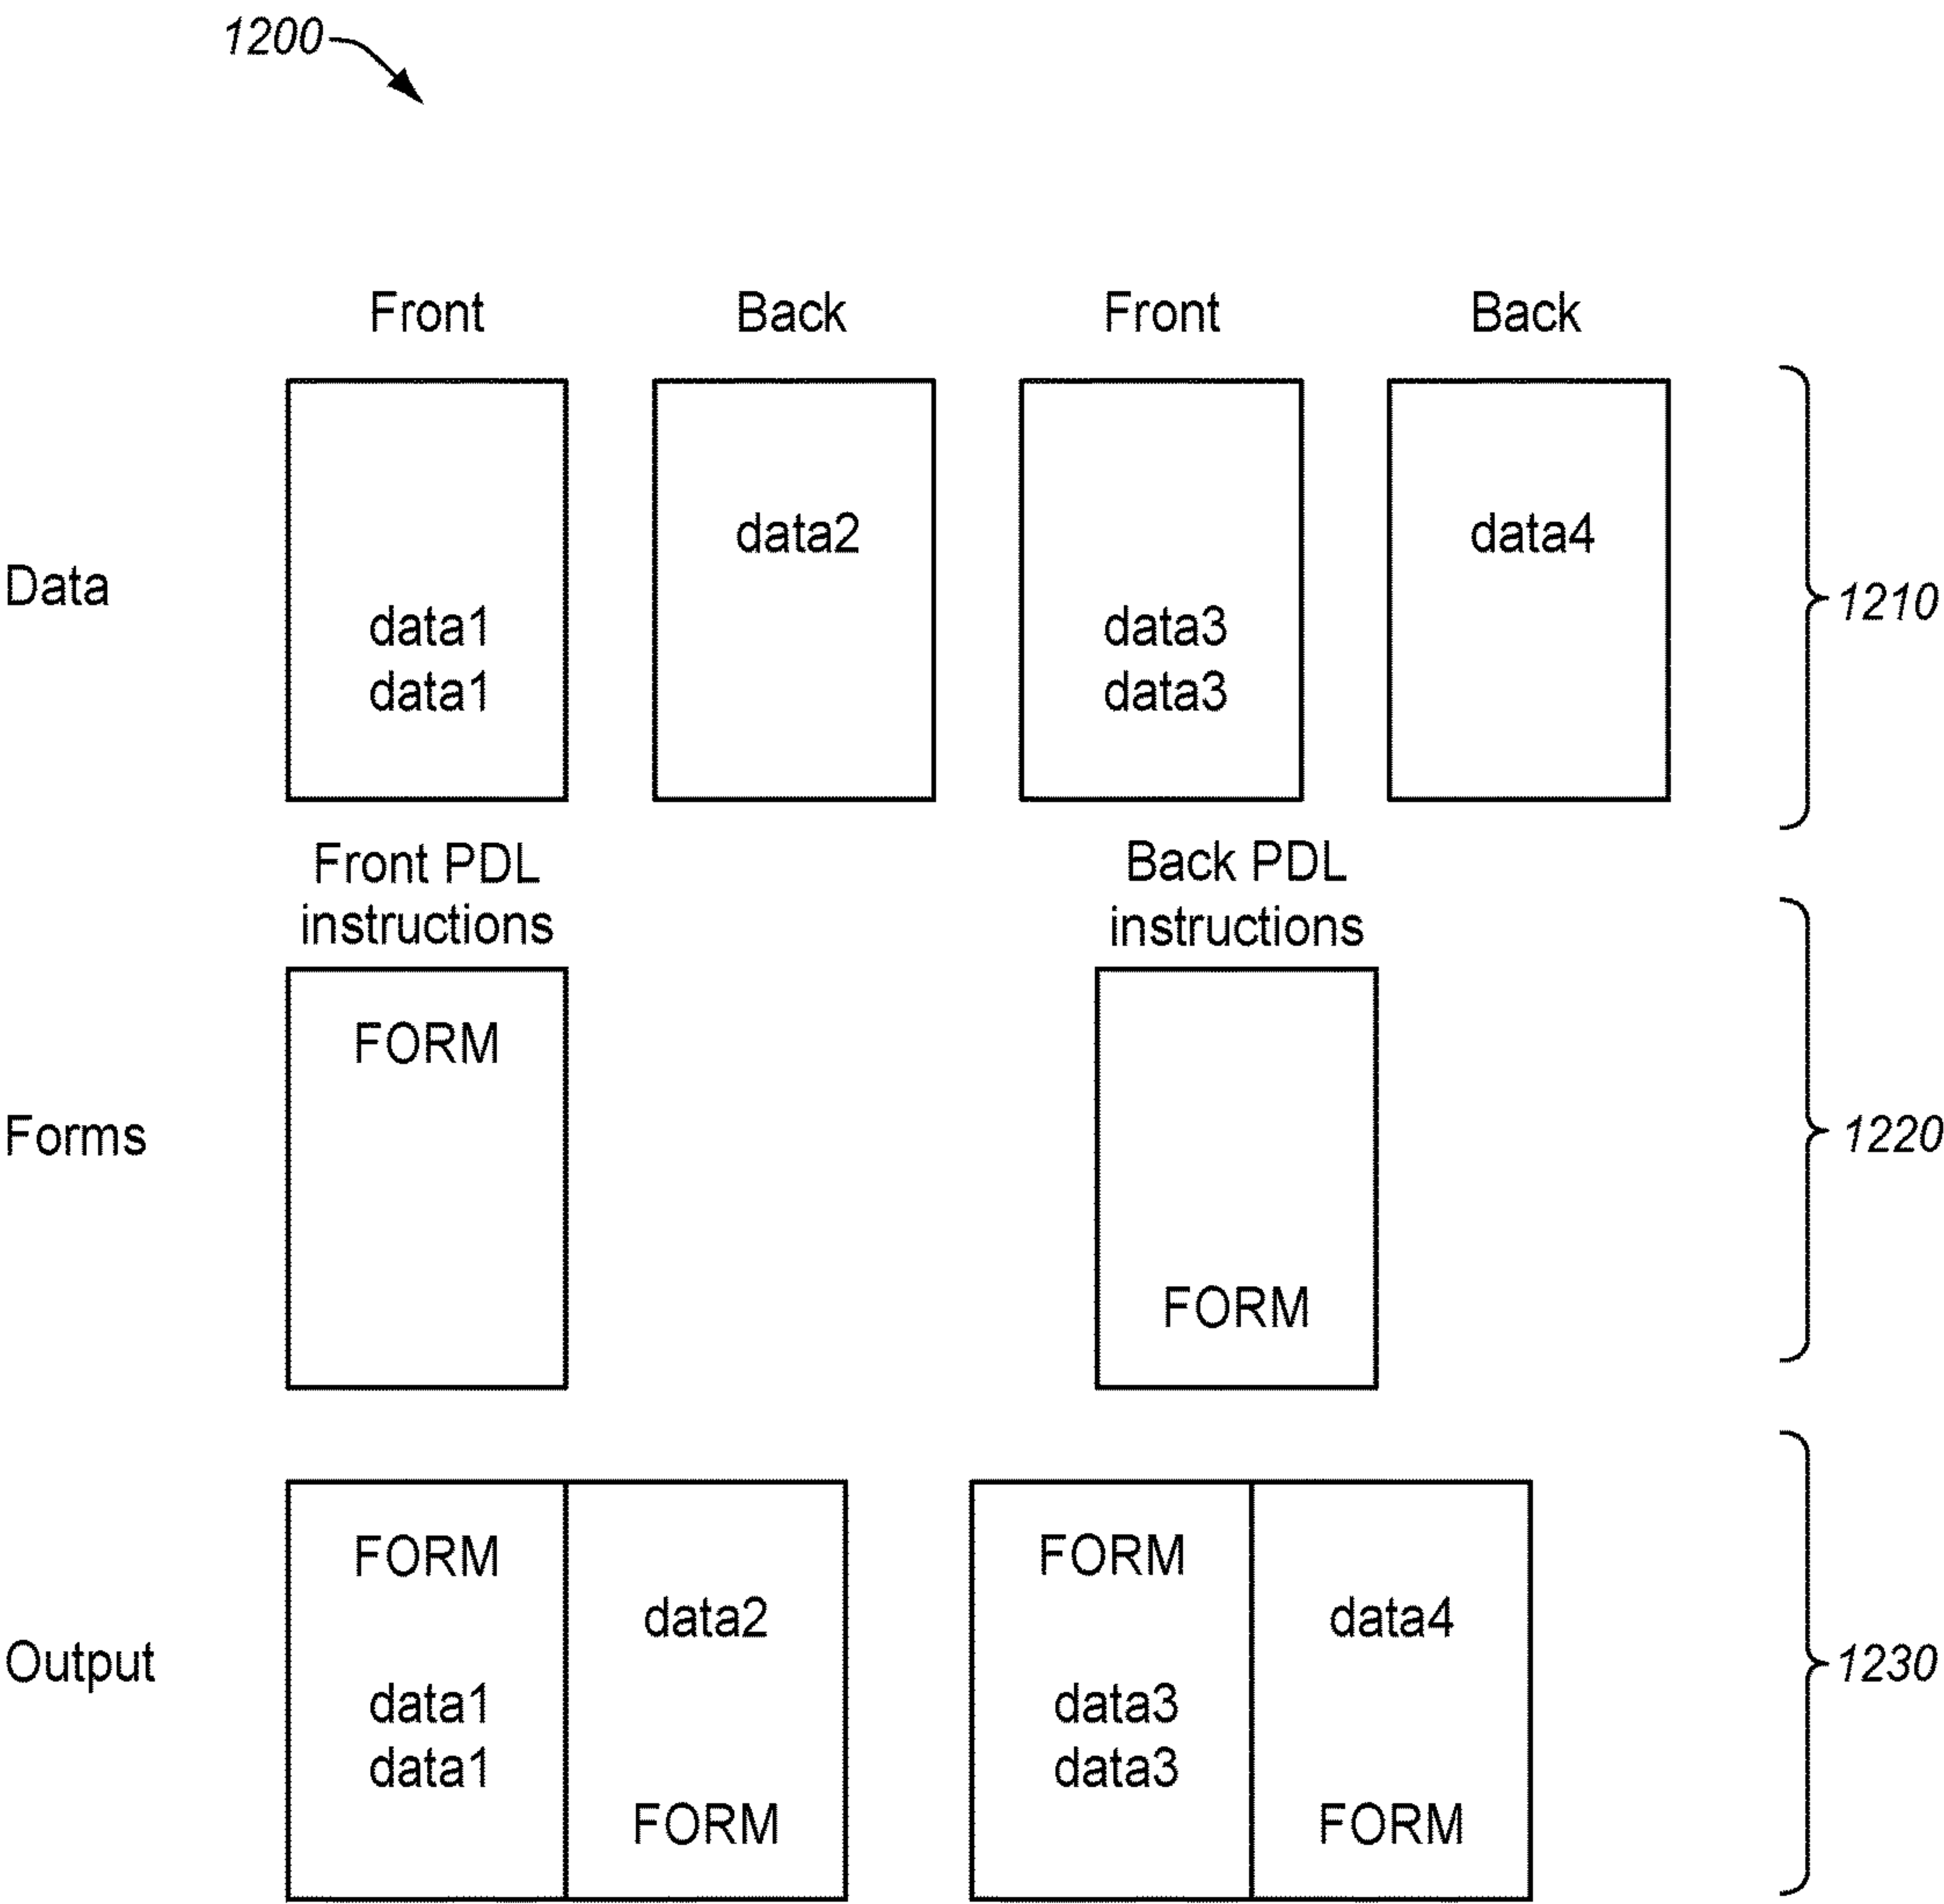 1200
Front Back Front Back
Data
data1
data1
data2
data3
data3
data4
1210
Front PDL
instructions
Back PDL
instructions
Forms
FORM
FORM
1220
Output
FORM
data1
data1
data2
FORM
FORM
data3
data3
data4
FORM
1230